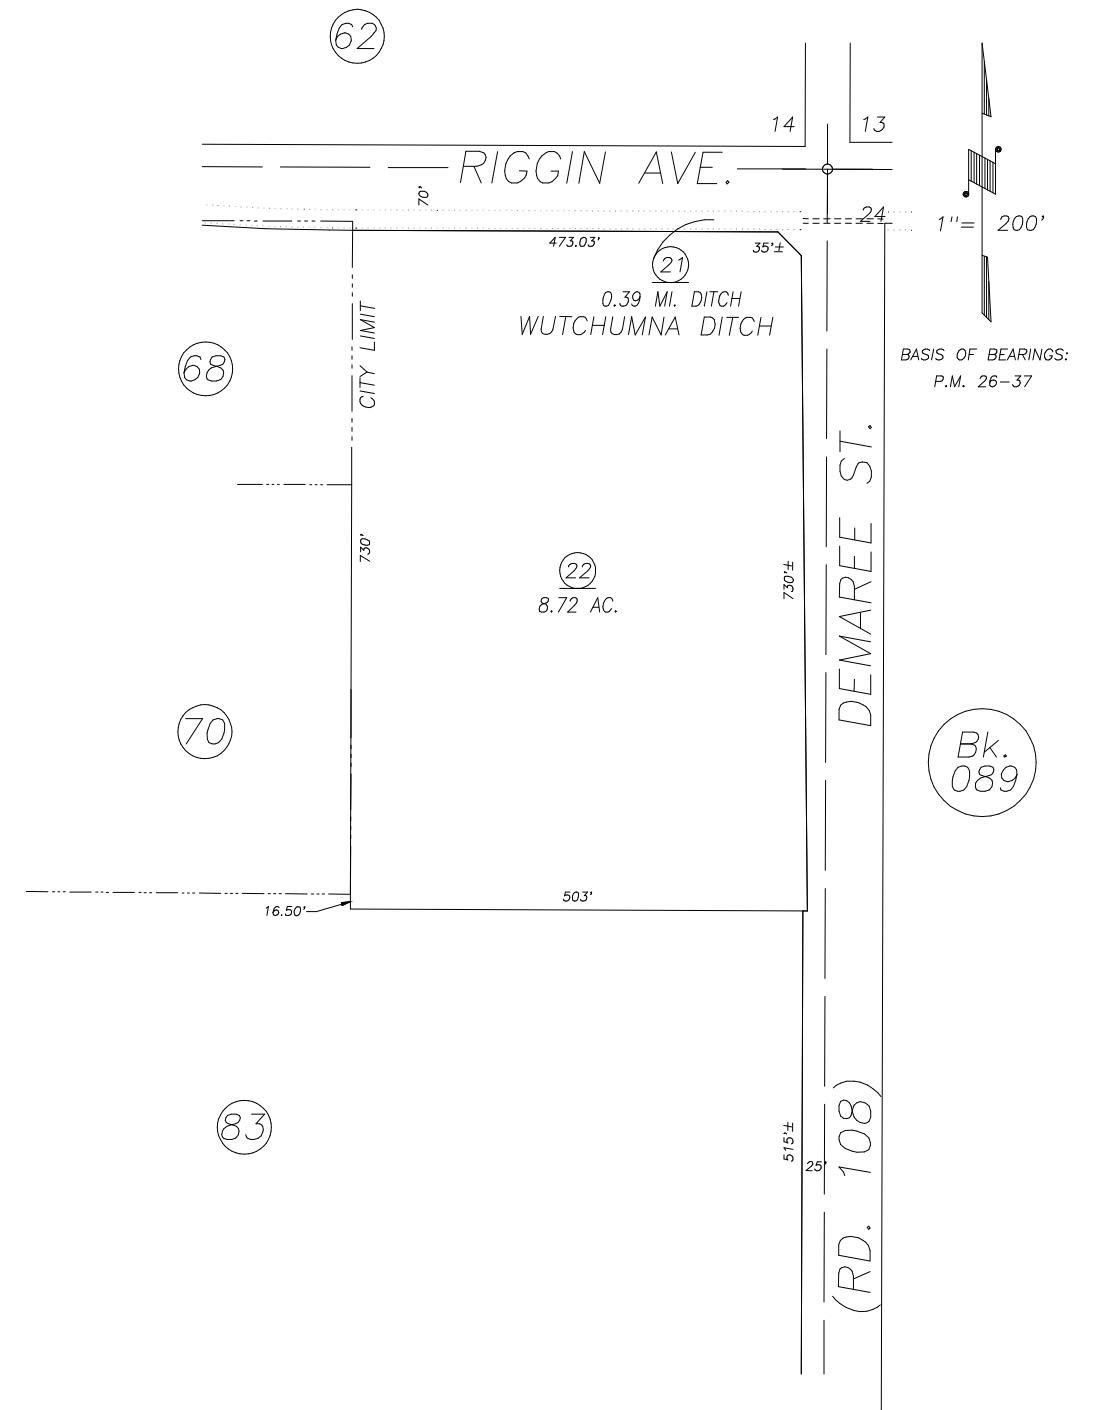 62
14
13
RIGGIN AVE.
70'
24
1"= 200'
473.03'
35'±
21
0.39 MI. DITCH
WUTCHUMNA DITCH
CITY LIMIT
BASIS OF BEARINGS:
P.M. 26-37
68
DEMAREE ST.
730'
22
8.72 AC.
730'±
70
Bk.
089
503'
16.50'
83
515'±
25'
(RD. 108)